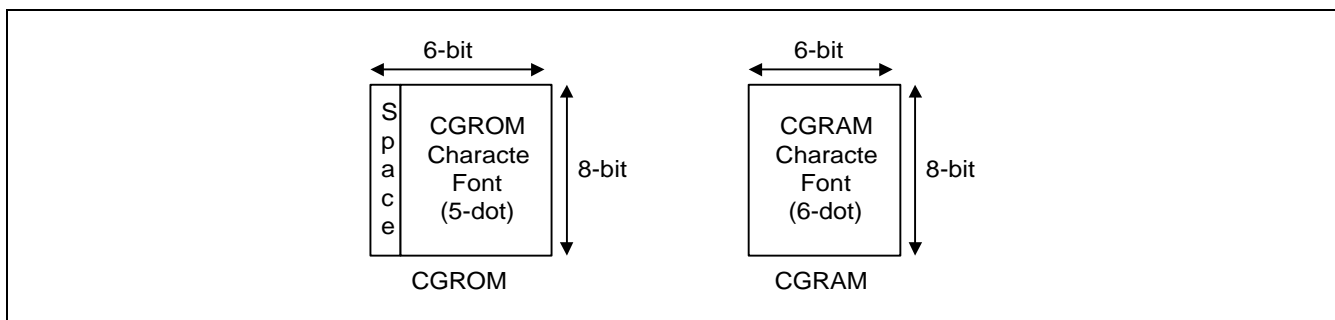 6-bit
6-bit
Space
CGROM
Characte
Font
(5-dot)
8-bit
CGRAM
Characte
Font
(6-dot)
8-bit
CGROM
CGRAM